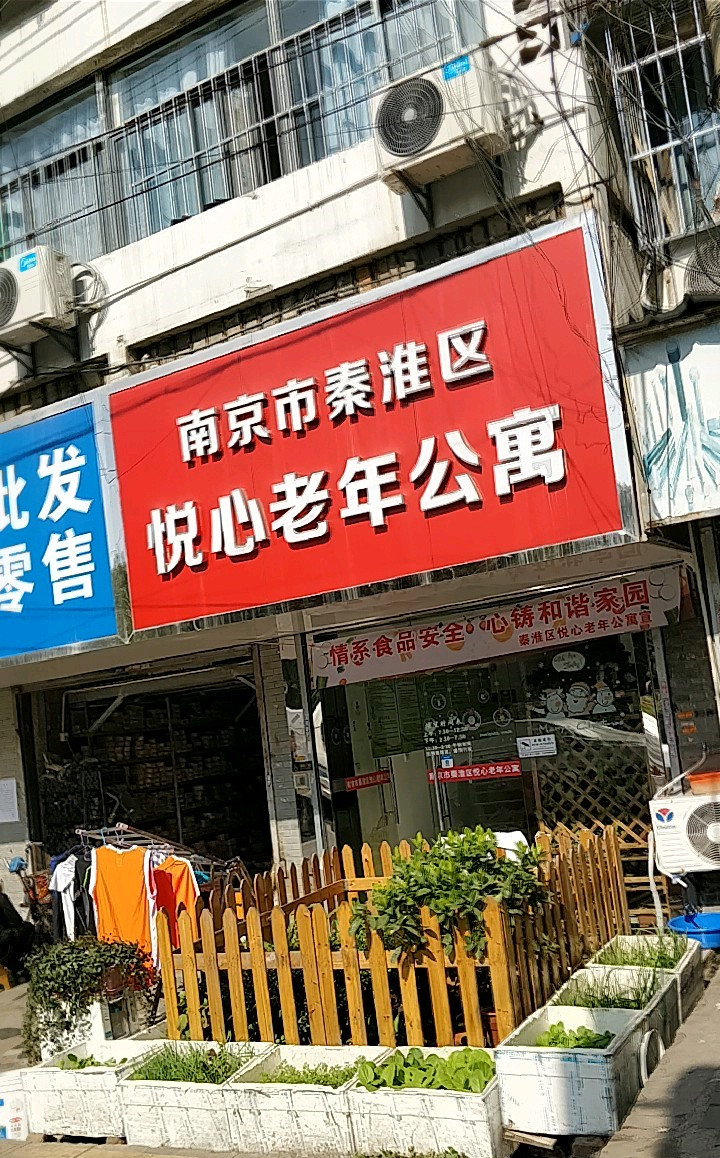 南京市秦淮区
悦心老年公寓
批发
零售
情系食品安全 心铸和谐家园
秦淮区悦心老年公寓宣
南京市秦淮区悦心老年公寓